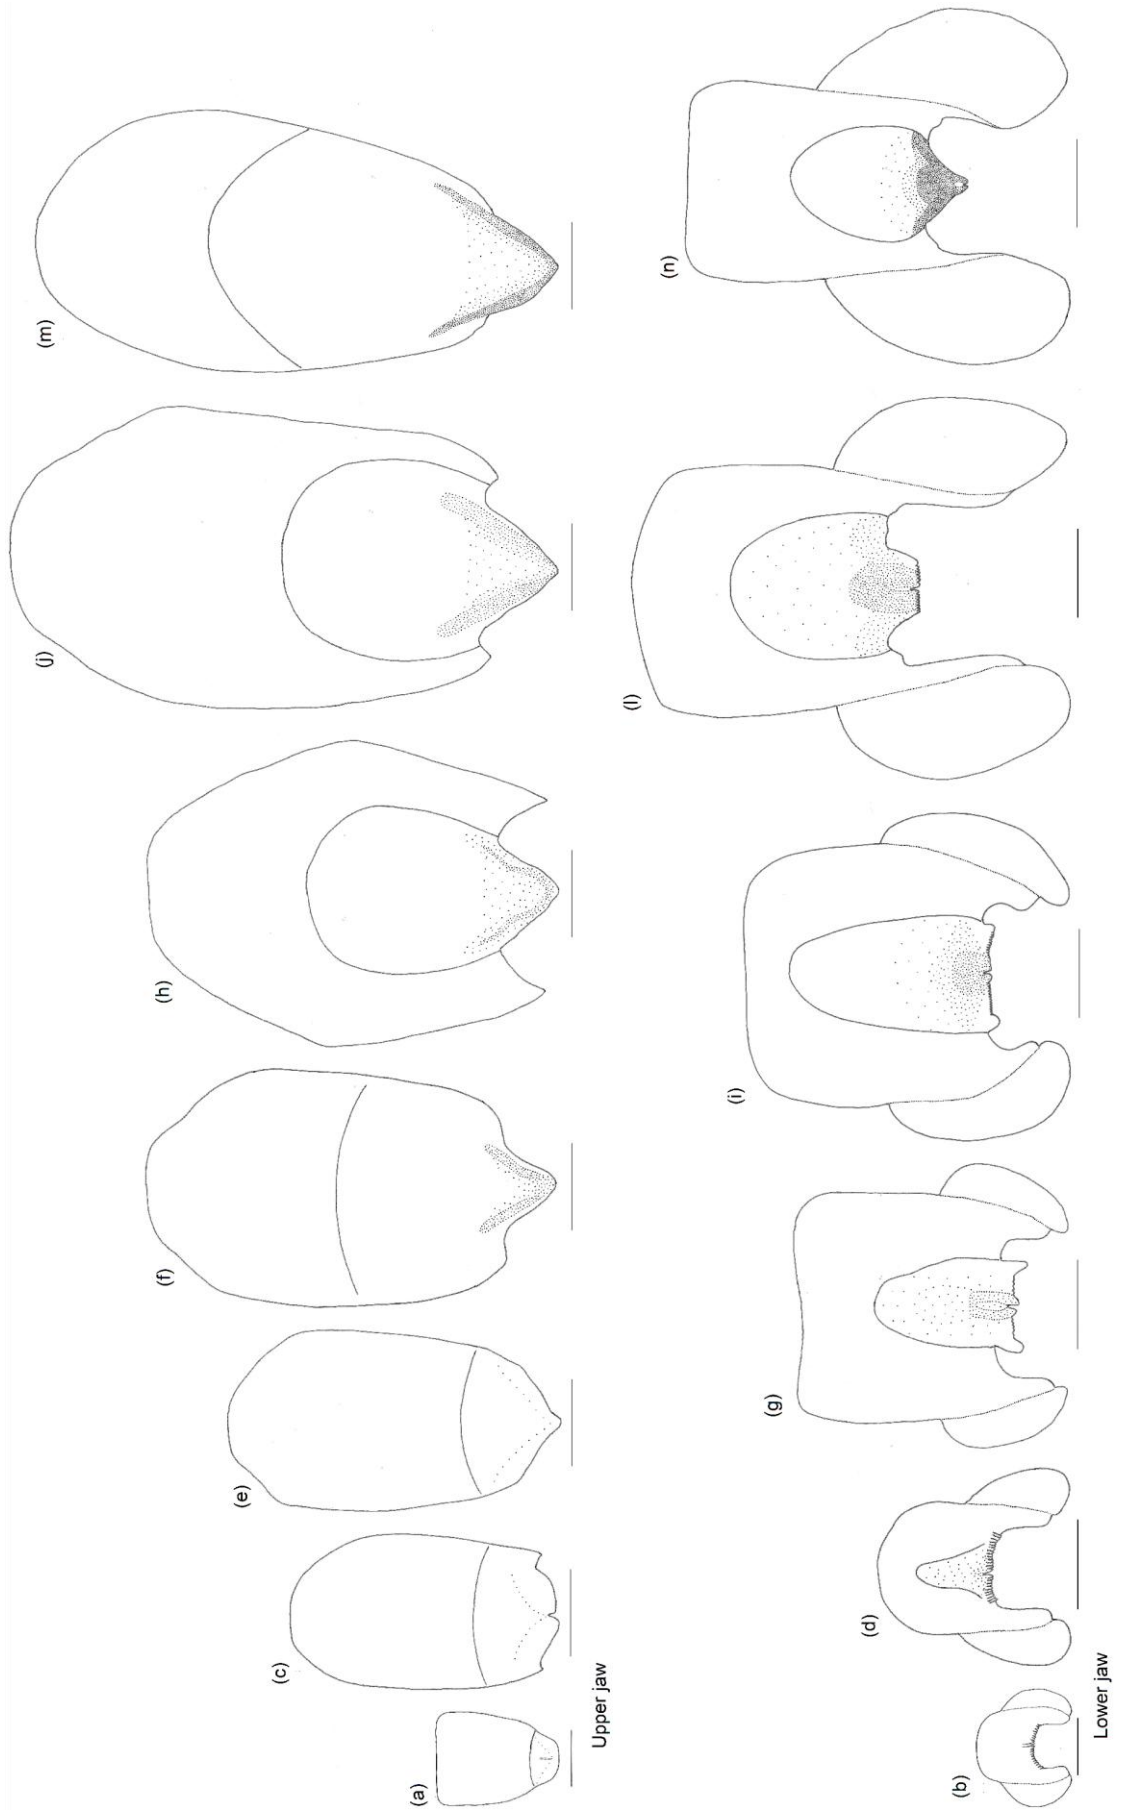 (a)
(c)
(e)
(f)
(h)
(j)
(m)
Upper jaw
(b)
(d)
(g)
(i)
(l)
(n)
Lower jaw